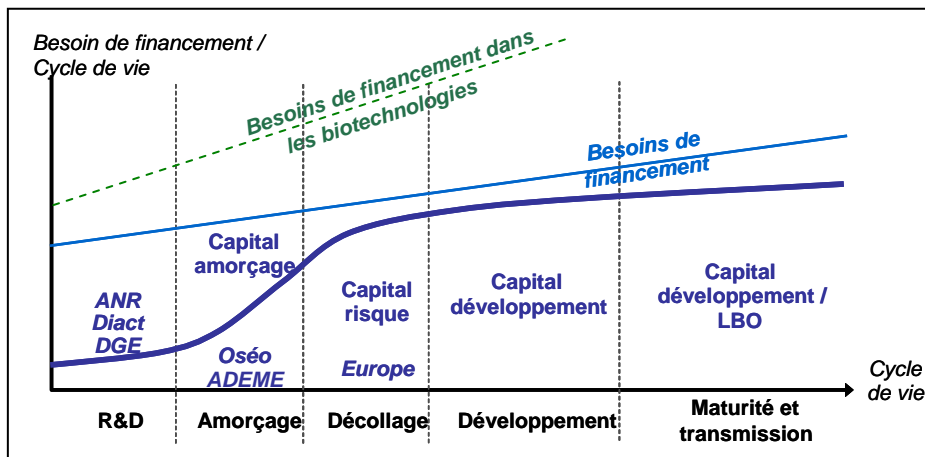 Besoin de financement /
Cycle de vie
Besoins de financement dans
les biotechnologies
Besoins de
financement
Capital
amorçage
ANR
Diact
DGE
Oséo
ADEME
Capital
risque
Europe
Capital
développement
Capital
développement /
LBO
Cycle
de vie
R&D
Amorçage
Décollage
Développement
Maturité et
transmission